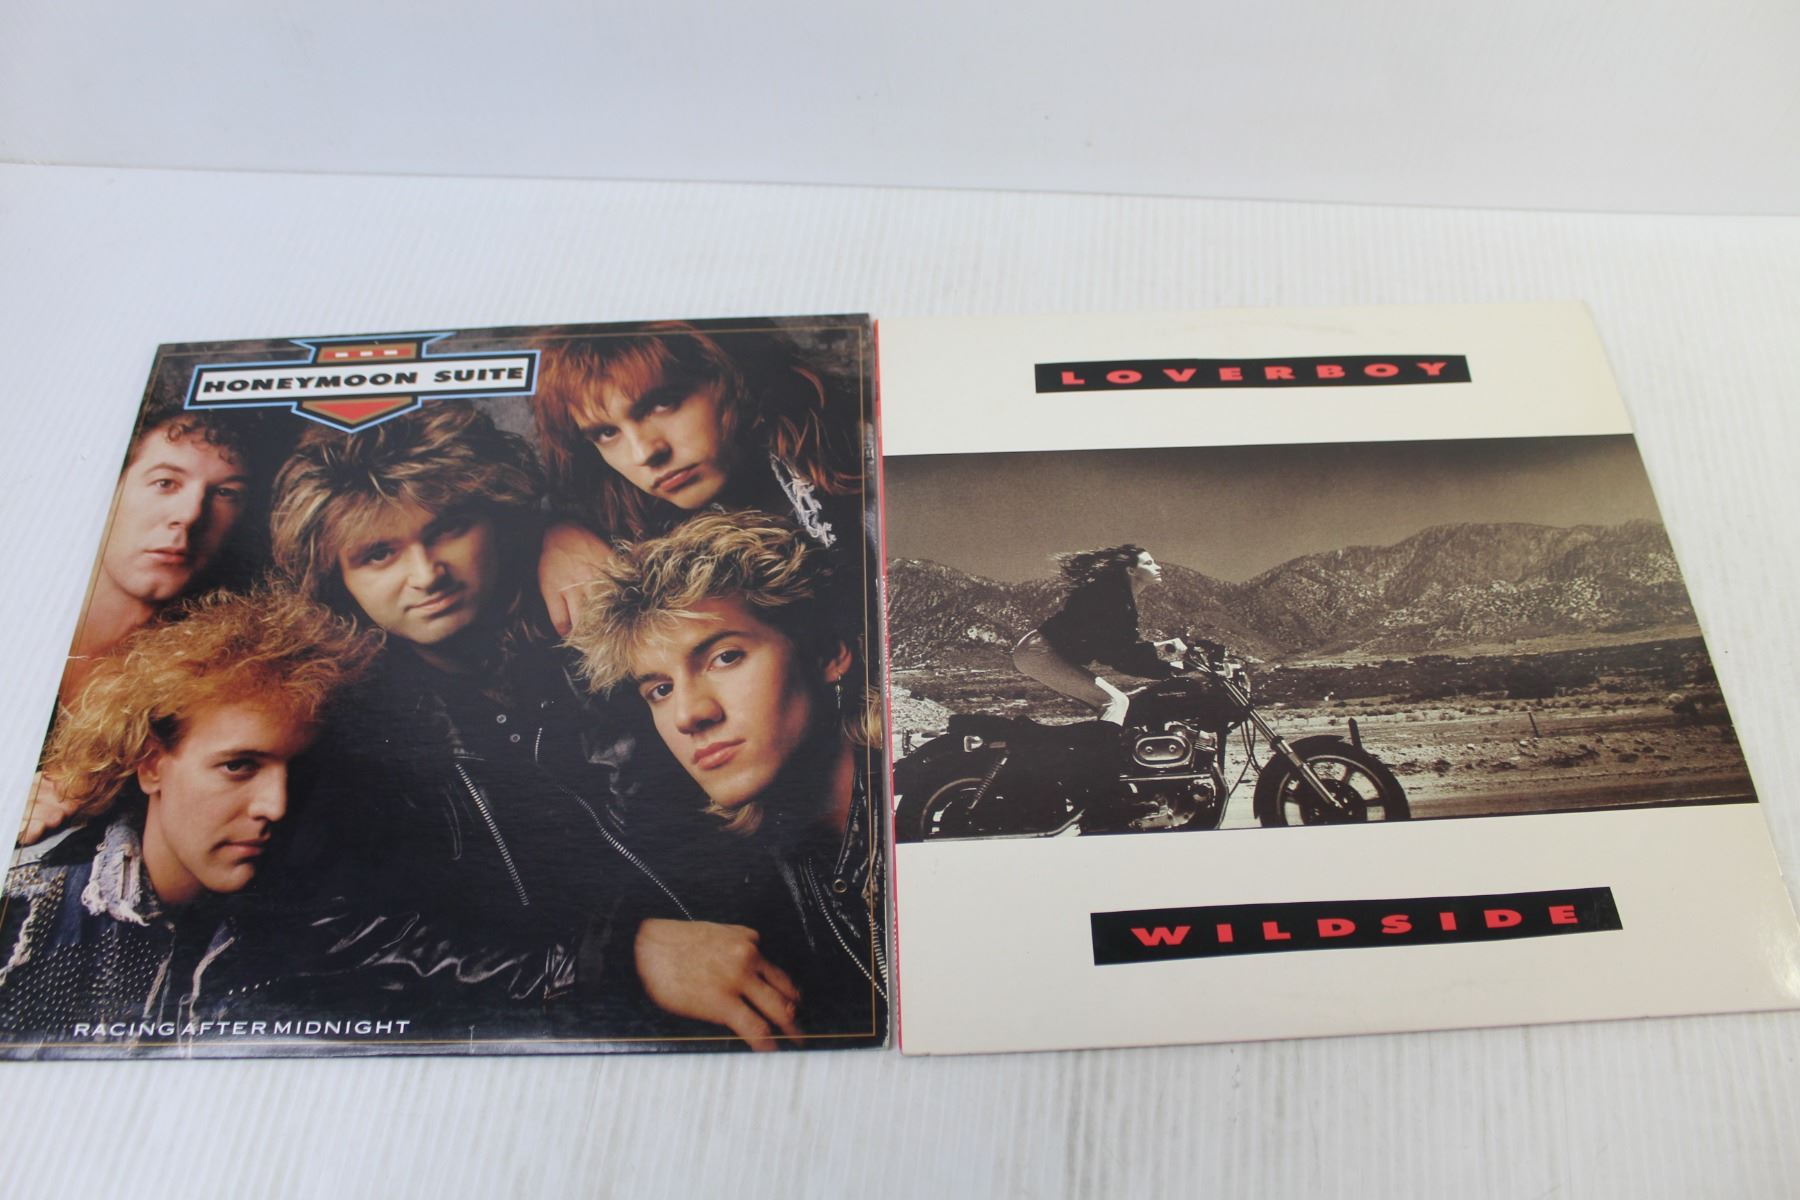 HONEYMOON SUITE
RACING AFTER MIDNIGHT
LOVERBOY
WILDSIDE